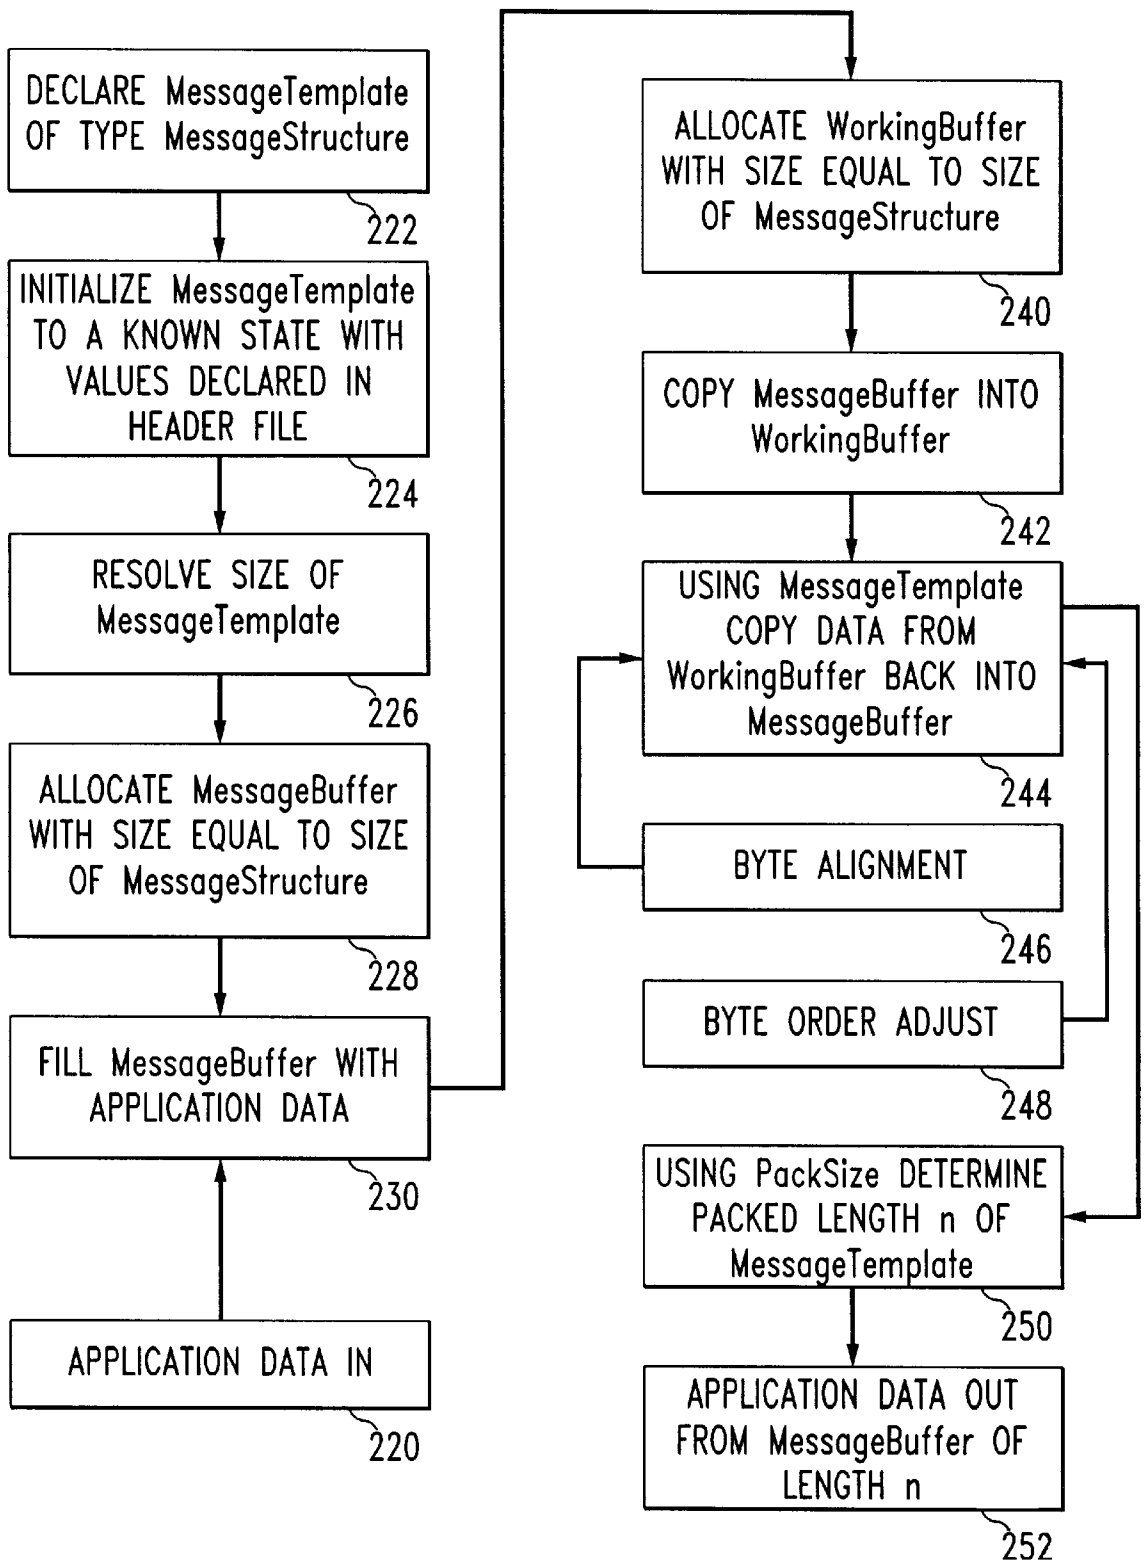 DECLARE MessageTemplate
OF TYPE MessageStructure
222
INITIALIZE MessageTemplate
TO A KNOWN STATE WITH
VALUES DECLARED IN
HEADER FILE
224
RESOLVE SIZE OF
MessageTemplate
226
ALLOCATE MessageBuffer
WITH SIZE EQUAL TO SIZE
OF MessageStructure
228
FILL MessageBuffer WITH
APPLICATION DATA
230
APPLICATION DATA IN
220
ALLOCATE WorkingBuffer
WITH SIZE EQUAL TO SIZE
OF MessageStructure
240
COPY MessageBuffer INTO
WorkingBuffer
242
USING MessageTemplate
COPY DATA FROM
WorkingBuffer BACK INTO
MessageBuffer
244
BYTE ALIGNMENT
246
BYTE ORDER ADJUST
248
USING PackSize DETERMINE
PACKED LENGTH n OF
MessageTemplate
250
APPLICATION DATA OUT
FROM MessageBuffer OF
LENGTH n
252